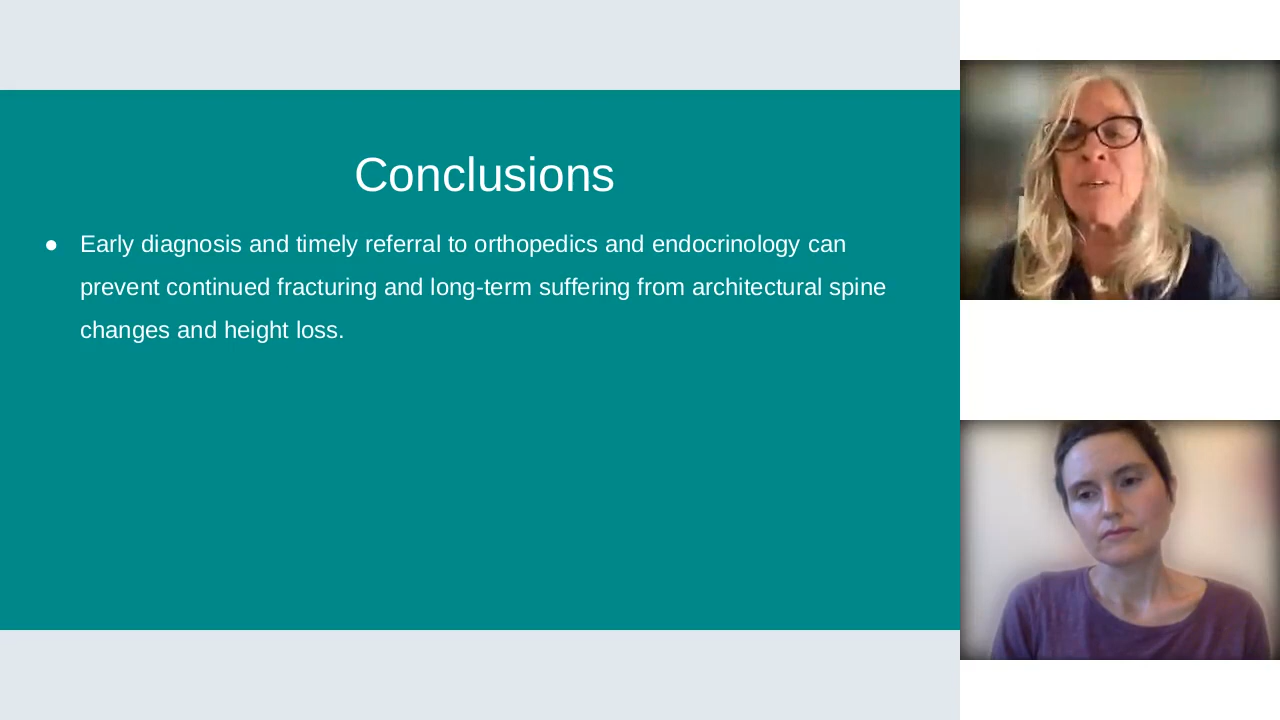 Conclusions
● Early diagnosis and timely referral to orthopedics and endocrinology can
prevent continued fracturing and long-term suffering from architectural spine
changes and height loss.